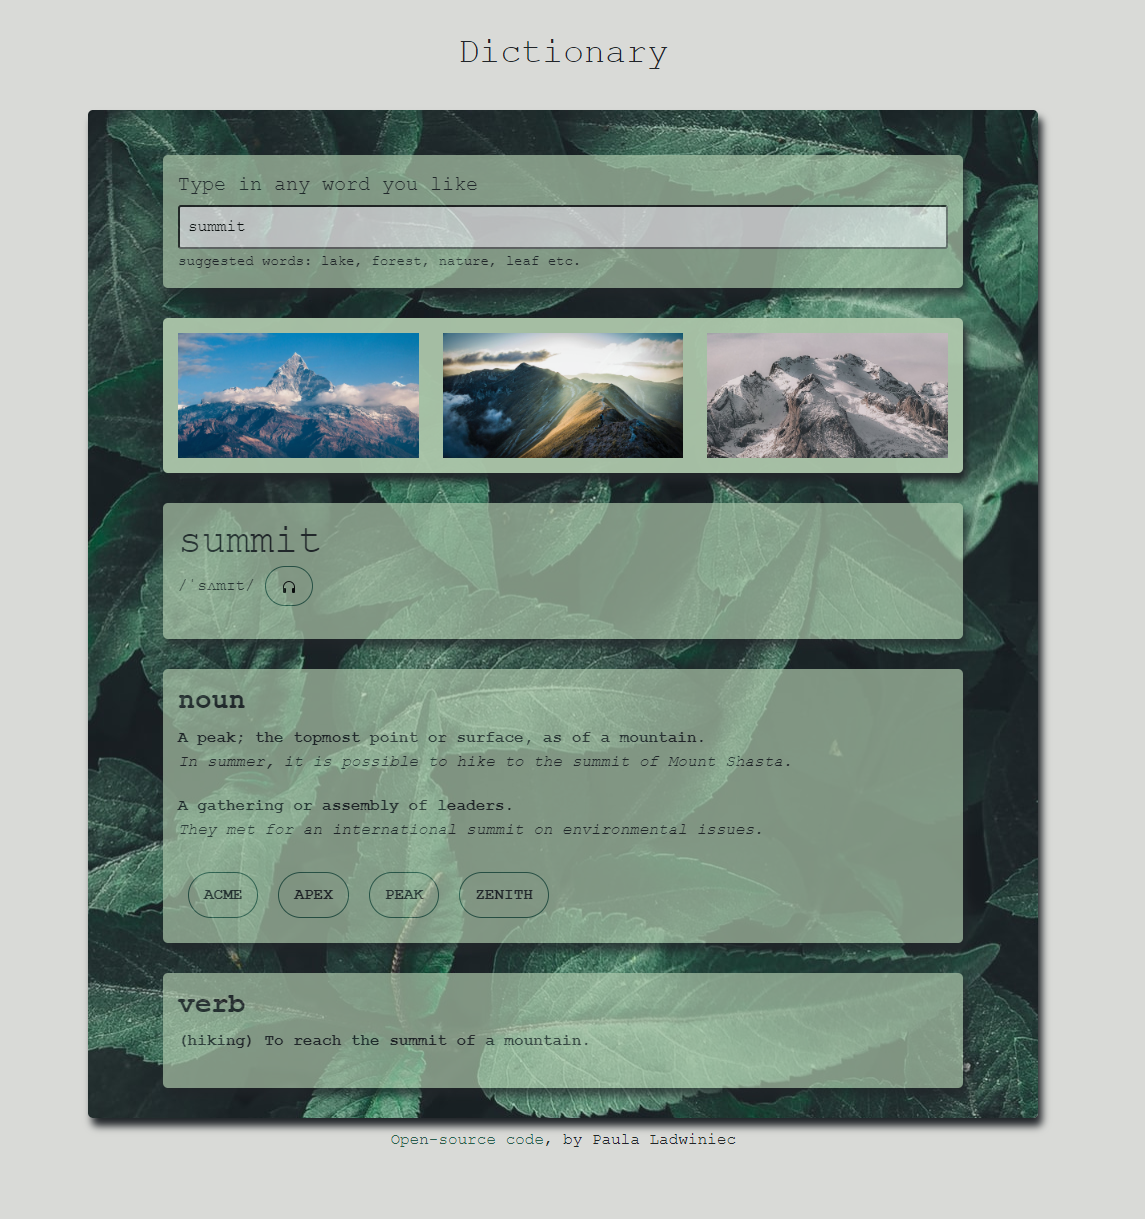 Dictionary
Type in any word you like
summit
suggested words: lake, forest, nature, leaf etc.
summit
/ˈsʌmɪt/
noun
A peak; the topmost point or surface, as of a mountain.
In summer, it is possible to hike to the summit of Mount Shasta.
A gathering or assembly of leaders.
They met for an international summit on environmental issues.
ACME APEX PEAK ZENITH
verb
(hiking) To reach the summit of a mountain.
Open-source code, by Paula Ladwiniec